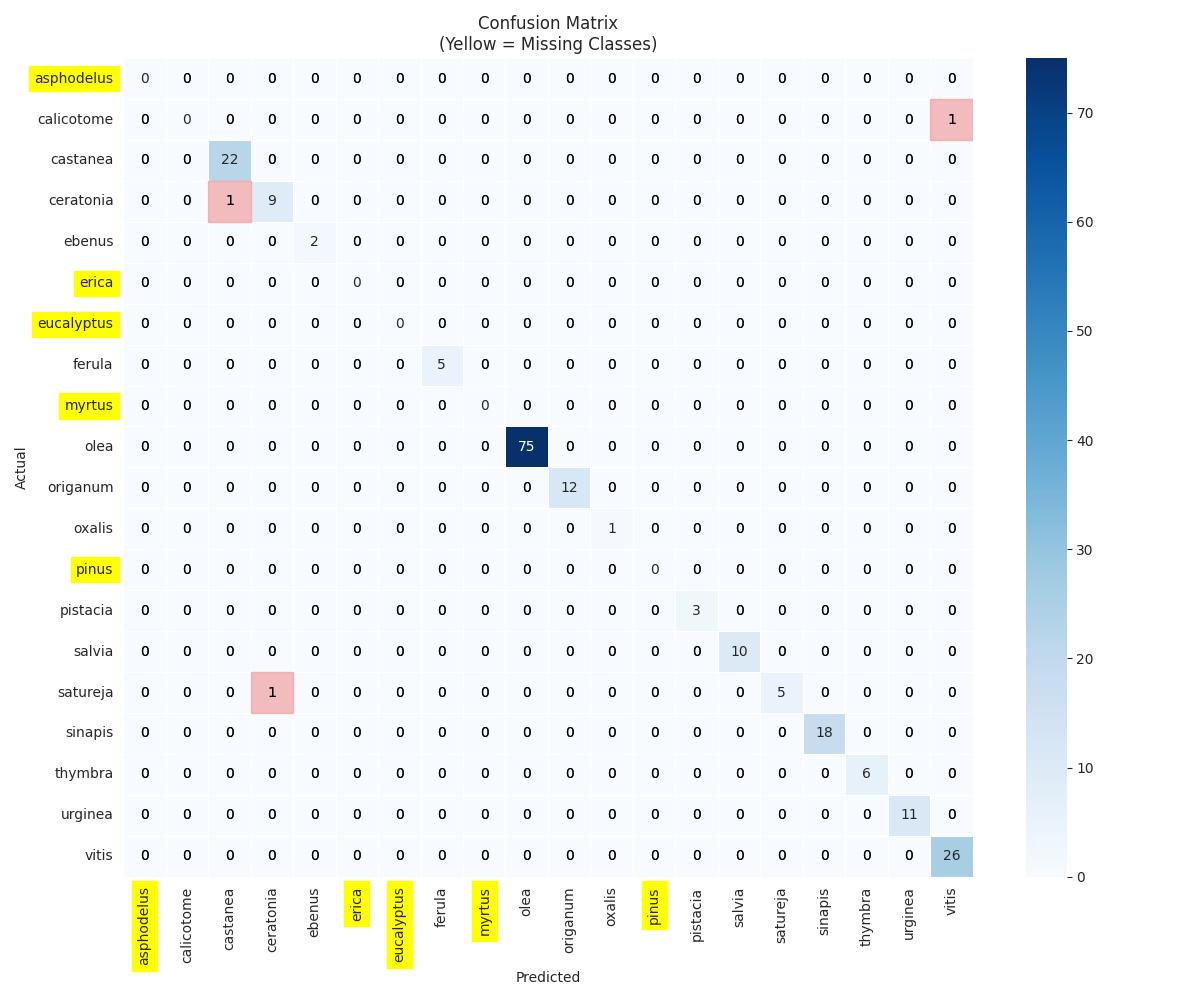 Confusion Matrix
(Yellow = Missing Classes)
asphodelus 0 0 0 0 0 0 0 0 0 0 0 0 0 0 0 0 0 0 0 0
calicotome 0 0 0 0 0 0 0 0 0 0 0 0 0 0 0 0 0 0 0 1
castanea 0 0 22 0 0 0 0 0 0 0 0 0 0 0 0 0 0 0 0 0
ceratonia 0 0 1 9 0 0 0 0 0 0 0 0 0 0 0 0 0 0 0 0
ebenus 0 0 0 0 2 0 0 0 0 0 0 0 0 0 0 0 0 0 0 0
erica 0 0 0 0 0 0 0 0 0 0 0 0 0 0 0 0 0 0 0 0
eucalyptus 0 0 0 0 0 0 0 0 0 0 0 0 0 0 0 0 0 0 0 0
ferula 0 0 0 0 0 0 0 5 0 0 0 0 0 0 0 0 0 0 0 0
myrtus 0 0 0 0 0 0 0 0 0 0 0 0 0 0 0 0 0 0 0 0
olea 0 0 0 0 0 0 0 0 0 75 0 0 0 0 0 0 0 0 0 0
origanum 0 0 0 0 0 0 0 0 0 0 12 0 0 0 0 0 0 0 0 0
oxalis 0 0 0 0 0 0 0 0 0 0 0 1 0 0 0 0 0 0 0 0
pinus 0 0 0 0 0 0 0 0 0 0 0 0 0 0 0 0 0 0 0 0
pistacia 0 0 0 0 0 0 0 0 0 0 0 0 0 3 0 0 0 0 0 0
salvia 0 0 0 0 0 0 0 0 0 0 0 0 0 0 10 0 0 0 0 0
satureja 0 0 0 1 0 0 0 0 0 0 0 0 0 0 0 5 0 0 0 0
sinapis 0 0 0 0 0 0 0 0 0 0 0 0 0 0 0 0 18 0 0 0
thymbra 0 0 0 0 0 0 0 0 0 0 0 0 0 0 0 0 0 6 0 0
urginea 0 0 0 0 0 0 0 0 0 0 0 0 0 0 0 0 0 0 11 0
vitis 0 0 0 0 0 0 0 0 0 0 0 0 0 0 0 0 0 0 0 26
Actual
asphodelus
calicotome
castanea
ceratonia
ebenus
erica
eucalyptus
ferula
myrtus
olea
origanum
oxalis
pinus
pistacia
salvia
satureja
sinapis
thymbra
urginea
vitis
Predicted
70
60
50
40
30
20
10
0